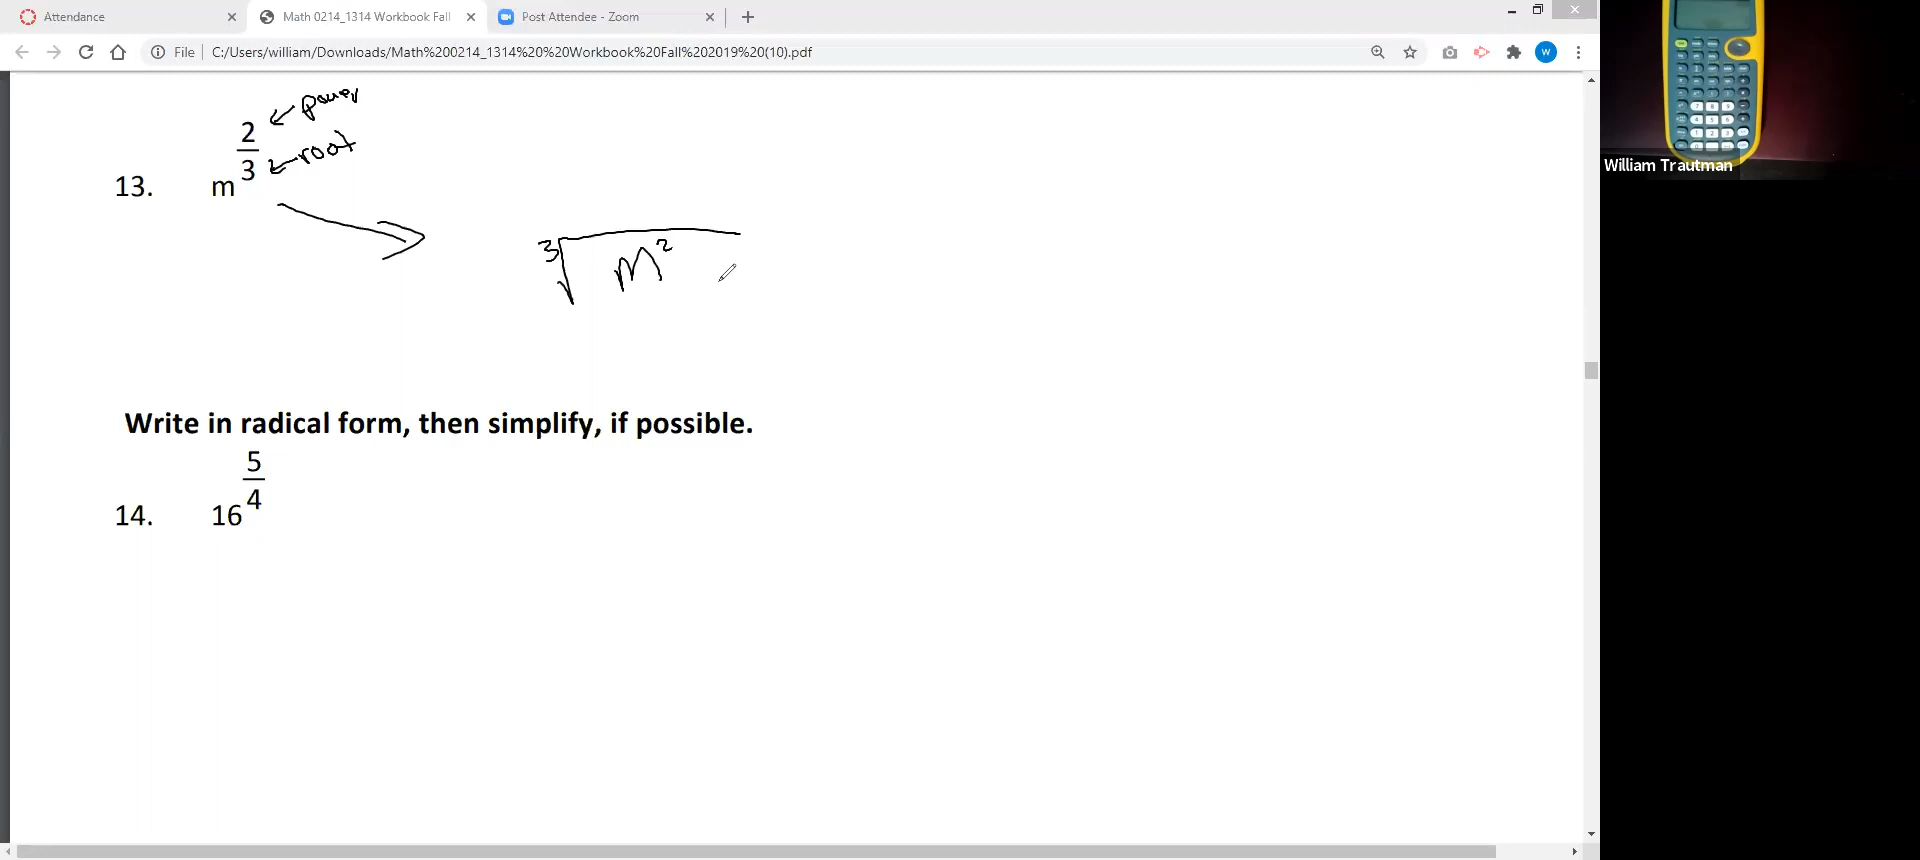 Attendance
Math 0214_1314 Workbook Fall
Post Attendee - Zoom
File C:/Users/william/Downloads/Math%200214_1314%20%20Workbook%20Fall%202019%20(10).pdf
W
William Trautman
power
root
13. m^(2/3)
∛(m²)
Write in radical form, then simplify, if possible.
14. 16^(5/4)